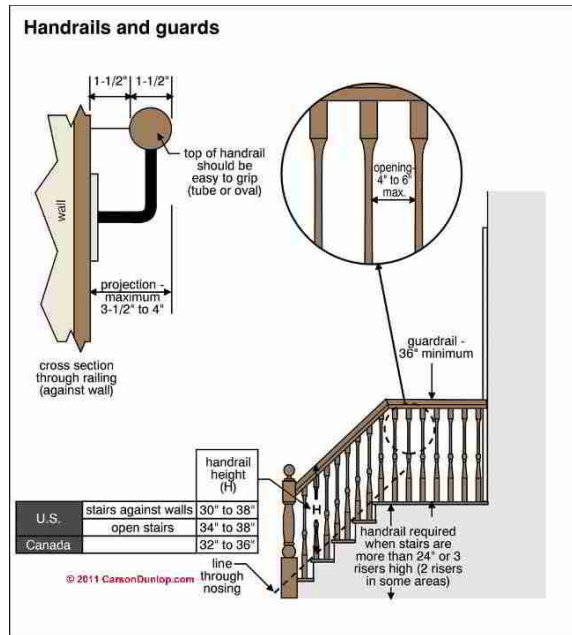 Handrails and guards
1-1/2" 1-1/2"
top of handrail
should be
easy to grip
(tube or oval)
wall
projection -
maximum
3-1/2" to 4"
cross section
through railing
(against wall)
opening-
4" to 6"
max.
guardrail -
36" minimum
handrail
height
(H)
U.S.
stairs against walls
30" to 38"
open stairs
34" to 38"
Canada
32" to 36"
H
line
through
nosing
handrail required
when stairs are
more than 24" or 3
risers high (2 risers
in some areas)
© 2011 CarsonDunlop.com